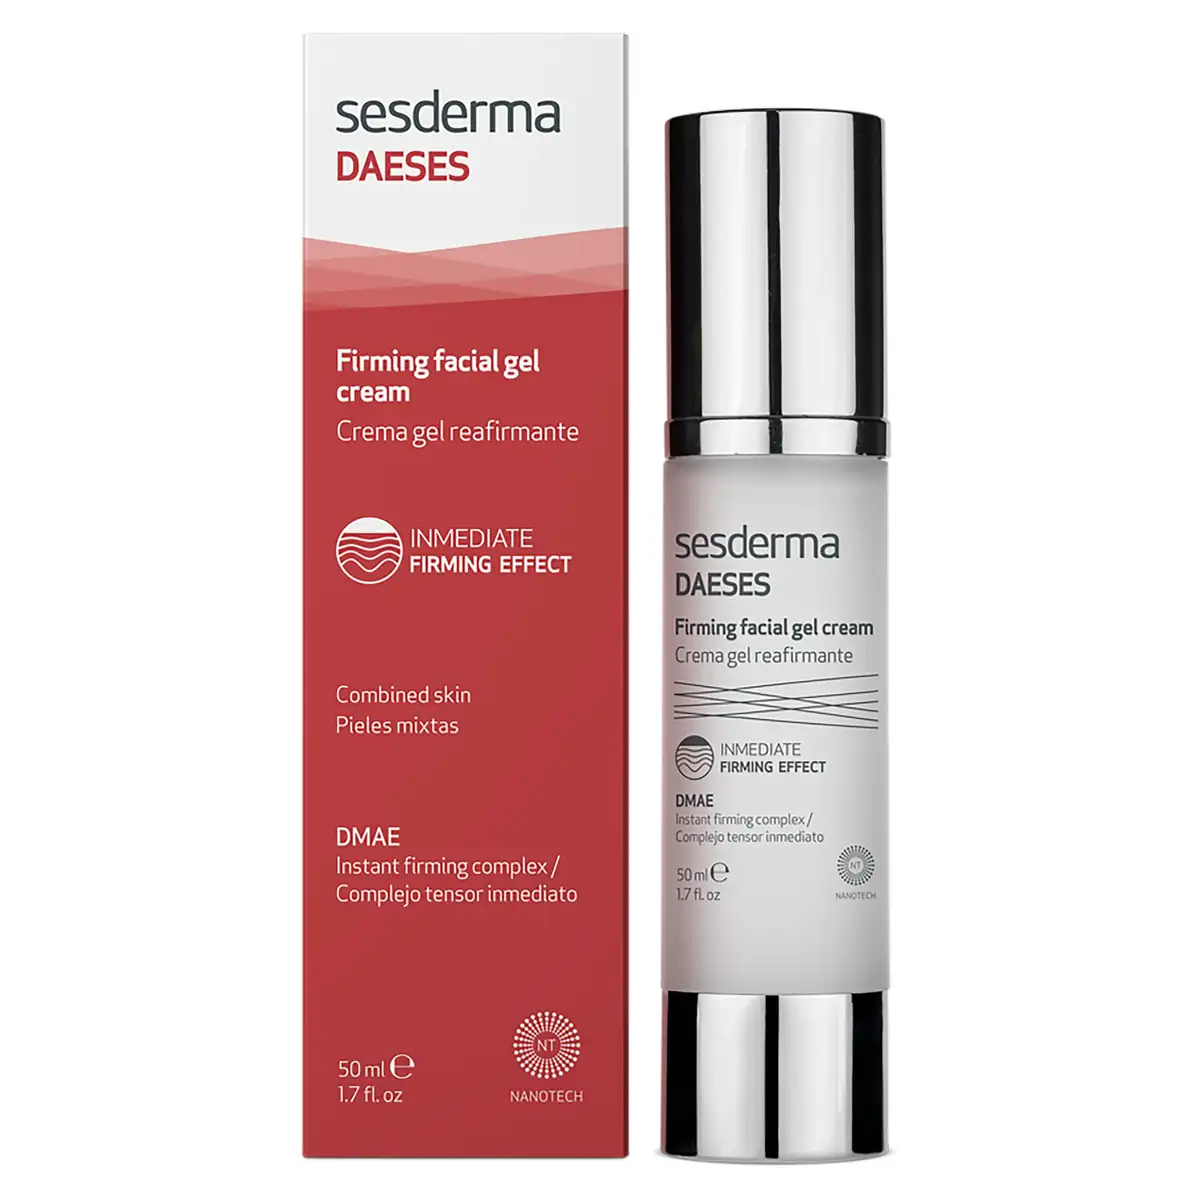 sesderma
DAESES
Firming facial gel
cream
Crema gel reafirmante
INMEDIATE
FIRMING EFFECT
Combined skin
Pieles mixtas
DMAE
Instant firming complex /
Complejo tensor inmediato
50 ml ℮
1.7 fl. oz
NT
NANOTECH
sesderma
DAESES
Firming facial gel cream
Crema gel reafirmante
INMEDIATE
FIRMING EFFECT
DMAE
Instant firming complex /
Complejo tensor inmediato
50 ml ℮
1.7 fl. oz
NT
NANOTECH